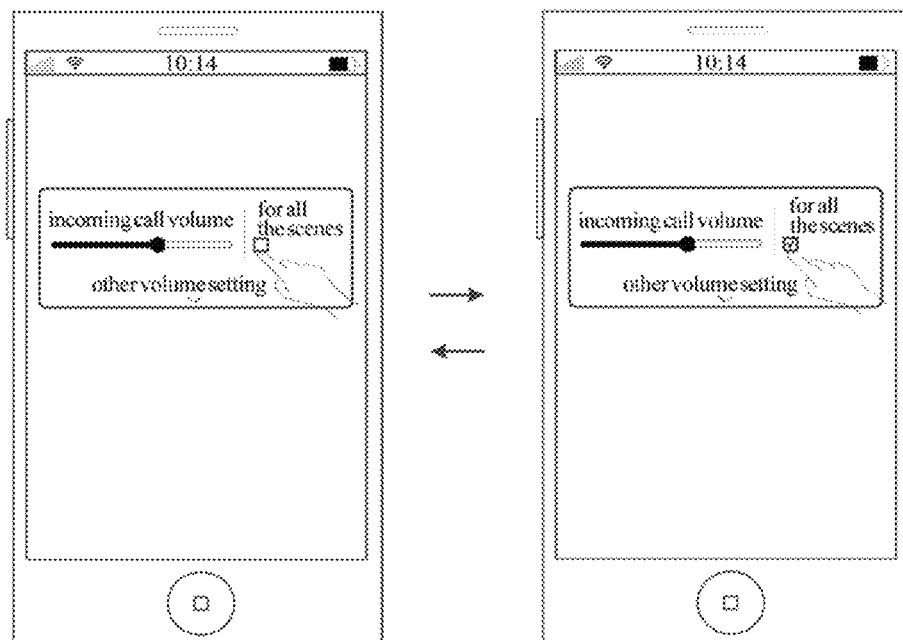 10:14
incoming call volume
for all
the scenes
other volume setting
10:14
incoming call volume
for all
the scenes
other volume setting